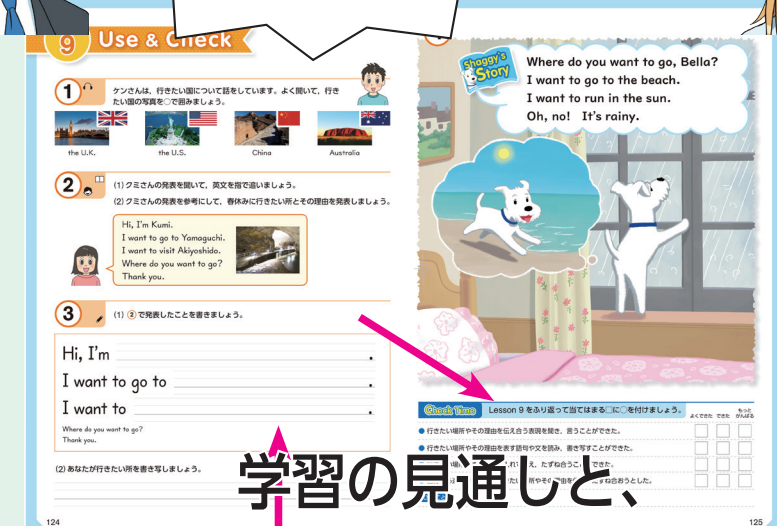 9 Use & Check
1
ケンさんは，行きたい国について話をしています。よく聞いて，行き
たい国の写真を○で囲みましょう。
the U.K.
the U.S.
China
Australia
2
(1) クミさんの発表を聞いて，英文を指で追いましょう。
(2) クミさんの発表を参考にして，春休みに行きたい所とその理由を発表しましょう。
Hi, I'm Kumi.
I want to go to Yamaguchi.
I want to visit Akiyoshido.
Where do you want to go?
Thank you.
3
(1) ②で発表したことを書きましょう。
Hi, I'm .
I want to go to .
I want to .
Where do you want to go?
Thank you.
(2) あなたが行きたい所を書き写しましょう。
124
Shaggy's
Story
Where do you want to go, Bella?
I want to go to the beach.
I want to run in the sun.
Oh, no! It's rainy.
Check Time
Lesson 9 をふり返って当てはまる□に○を付けましょう。
よくできた できた もっと
がんばる
● 行きたい場所やその理由を伝え合う表現を聞き，言うことができた。
● 行きたい場所やその理由を表す語句や文を読み，書き写すことができた。
学習の見通しと、
125